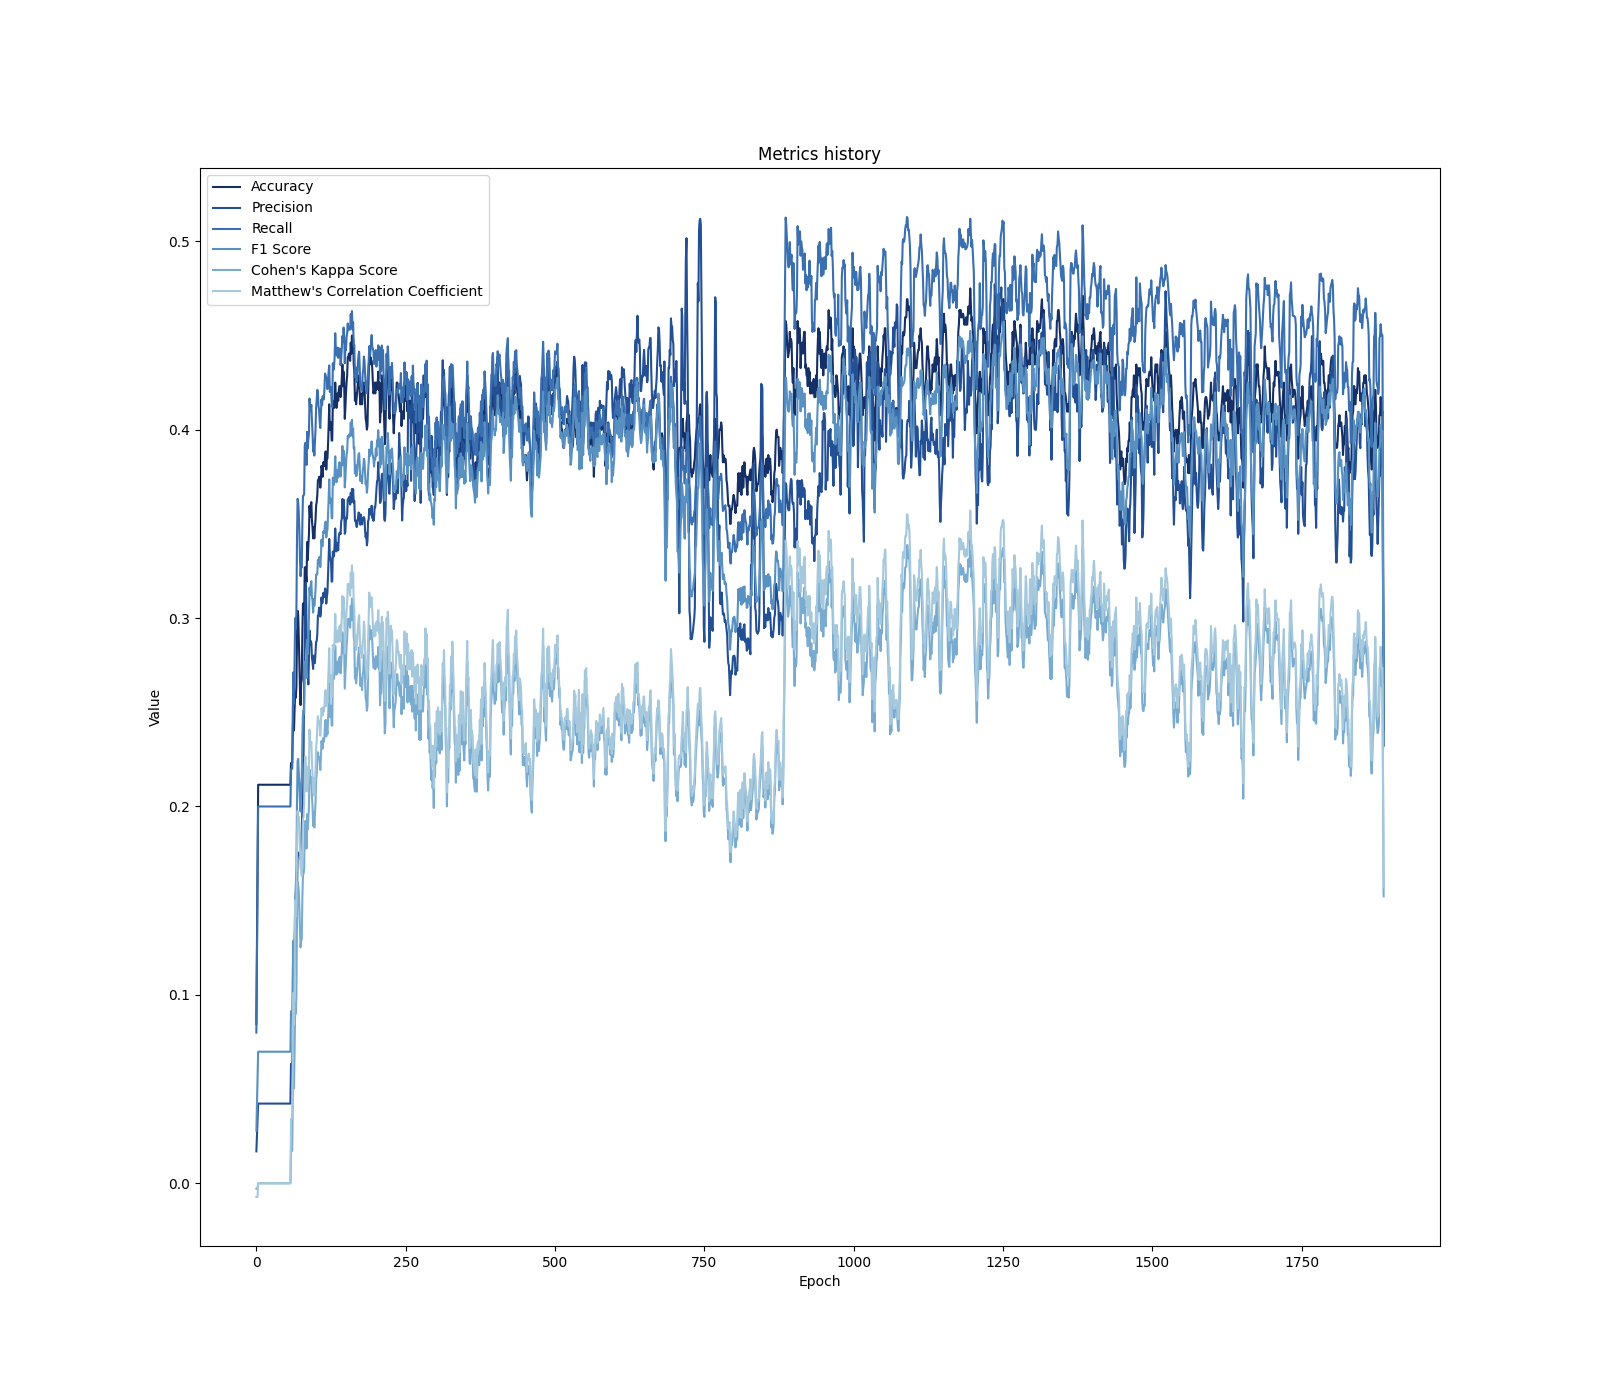 Metrics history
Accuracy
Precision
Recall
F1 Score
Cohen's Kappa Score
Matthew's Correlation Coefficient
0.5
0.4
0.3
0.2
0.1
0.0
Value
0 250 500 750 1000 1250 1500 1750
Epoch